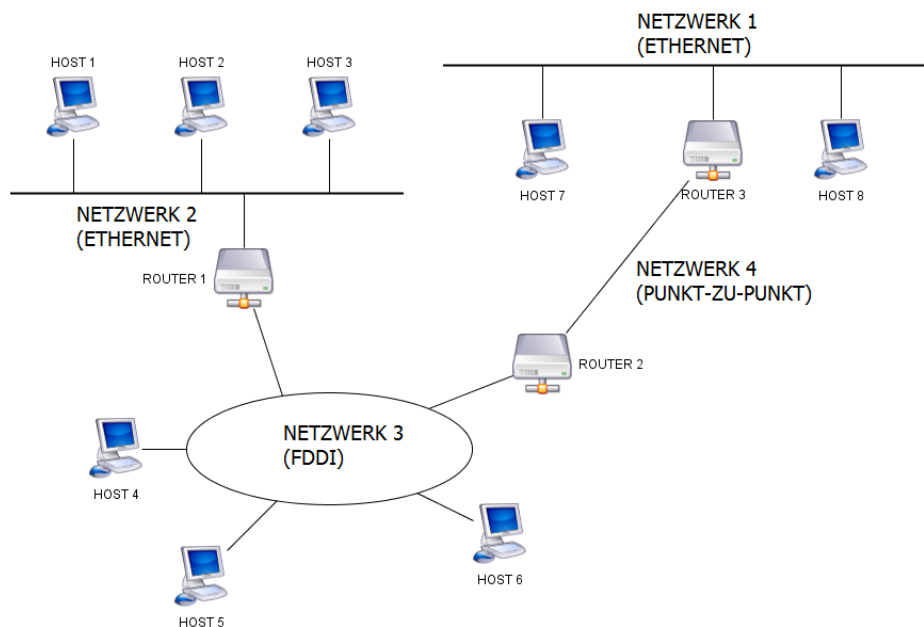 NETZWERK 1
(ETHERNET)
HOST 1
HOST 2
HOST 3
HOST 7
ROUTER 3
HOST 8
NETZWERK 2
(ETHERNET)
ROUTER 1
NETZWERK 4
(PUNKT-ZU-PUNKT)
ROUTER 2
NETZWERK 3
(FDDI)
HOST 4
HOST 6
HOST 5